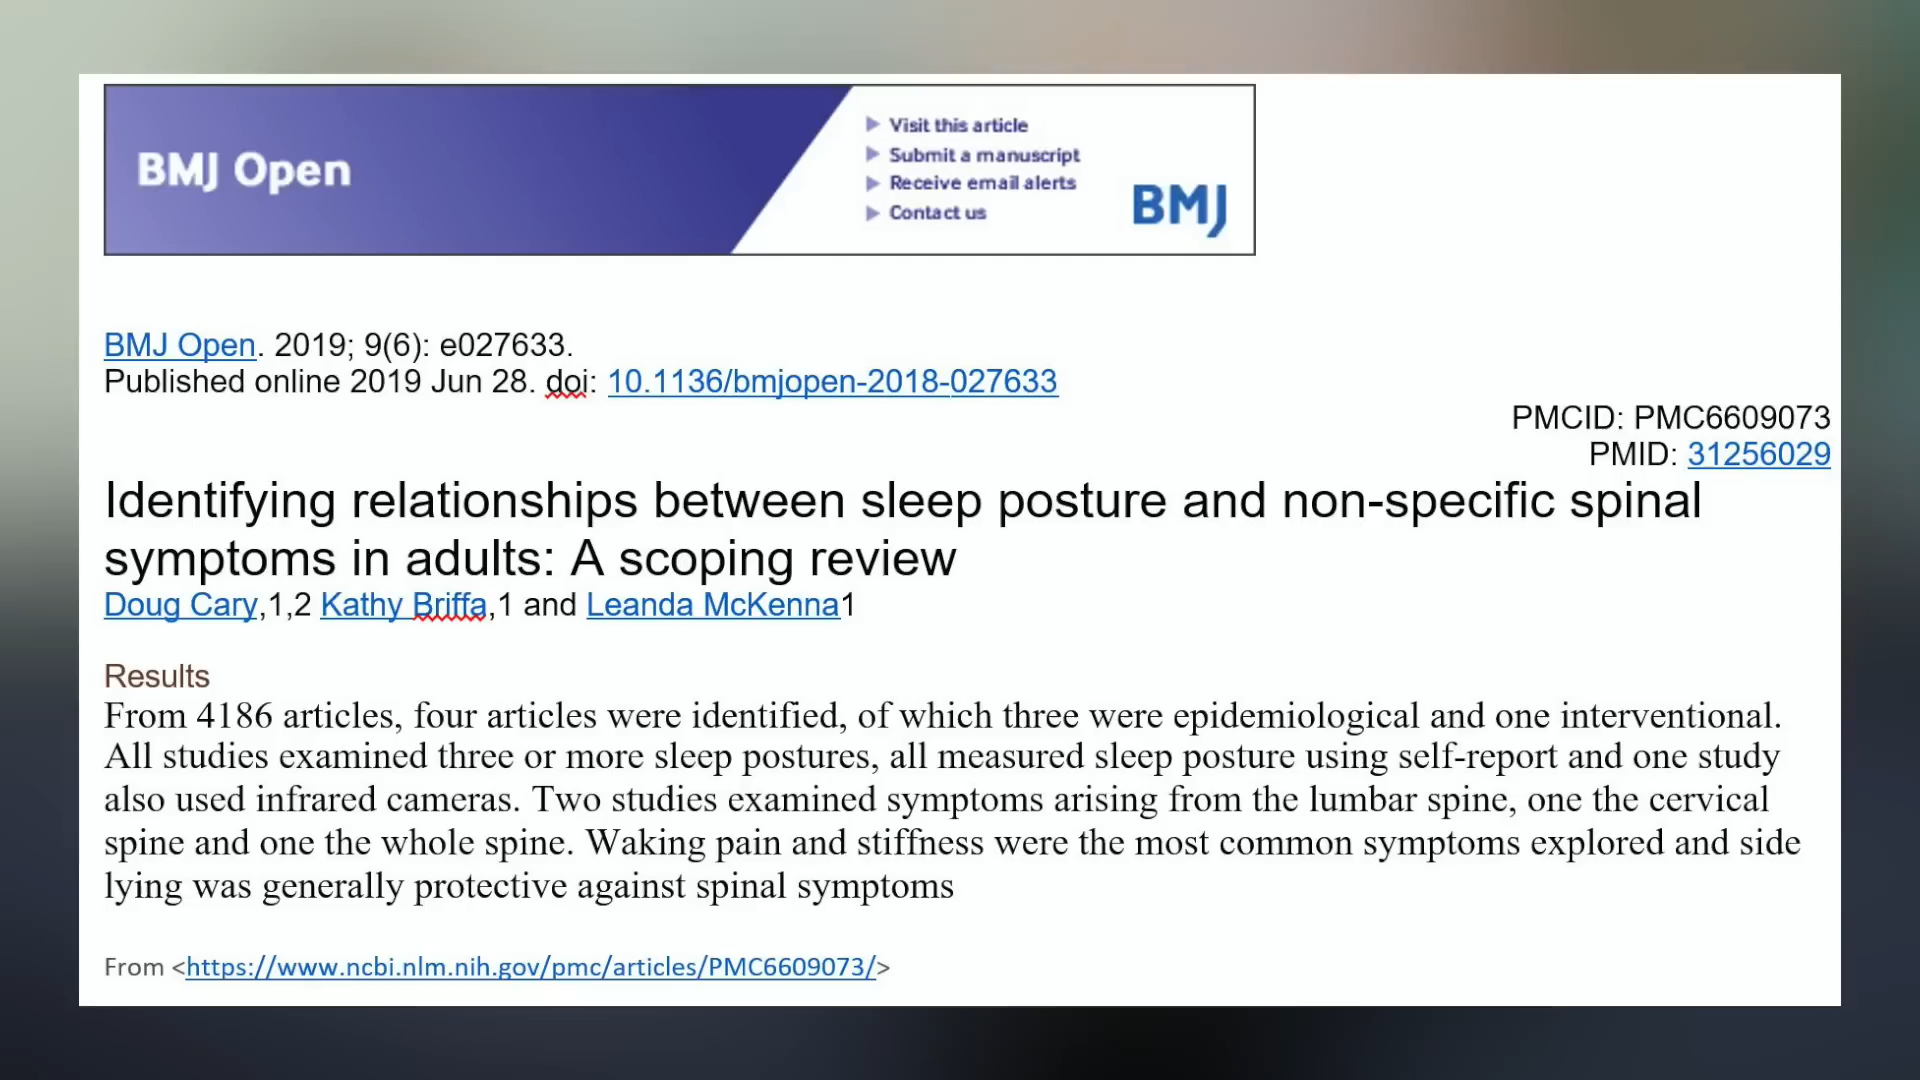 BMJ Open
Visit this article
Submit a manuscript
Receive email alerts
Contact us
BMJ
BMJ Open. 2019; 9(6): e027633.
Published online 2019 Jun 28. doi: 10.1136/bmjopen-2018-027633
PMCID: PMC6609073
PMID: 31256029
Identifying relationships between sleep posture and non-specific spinal
symptoms in adults: A scoping review
Doug Cary,1,2 Kathy Briffa,1 and Leanda McKenna1
Results
From 4186 articles, four articles were identified, of which three were epidemiological and one interventional.
All studies examined three or more sleep postures, all measured sleep posture using self-report and one study
also used infrared cameras. Two studies examined symptoms arising from the lumbar spine, one the cervical
spine and one the whole spine. Waking pain and stiffness were the most common symptoms explored and side
lying was generally protective against spinal symptoms
From <https://www.ncbi.nlm.nih.gov/pmc/articles/PMC6609073/>